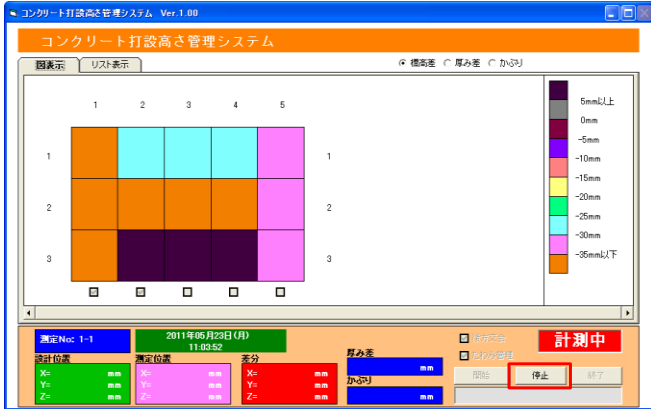 コンクリート打設高さ管理システム Ver.1.00
コンクリート打設高さ管理システム
図表示 リスト表示 標高差 厚み差 かぶり
1 2 3 4 5
1 1
2 2
3 3
5mm以上
0mm
-5mm
-10mm
-15mm
-20mm
-25mm
-30mm
-35mm以下
測定No: 1-1
2011年05月23日(月)
11:03:52
計測中
設計位置 測定位置 差分
X= mm X= mm X= mm
Y= mm Y= mm Y= mm
Z= mm Z= mm Z= mm
厚み差
mm
かぶり
mm
開始 停止 終了